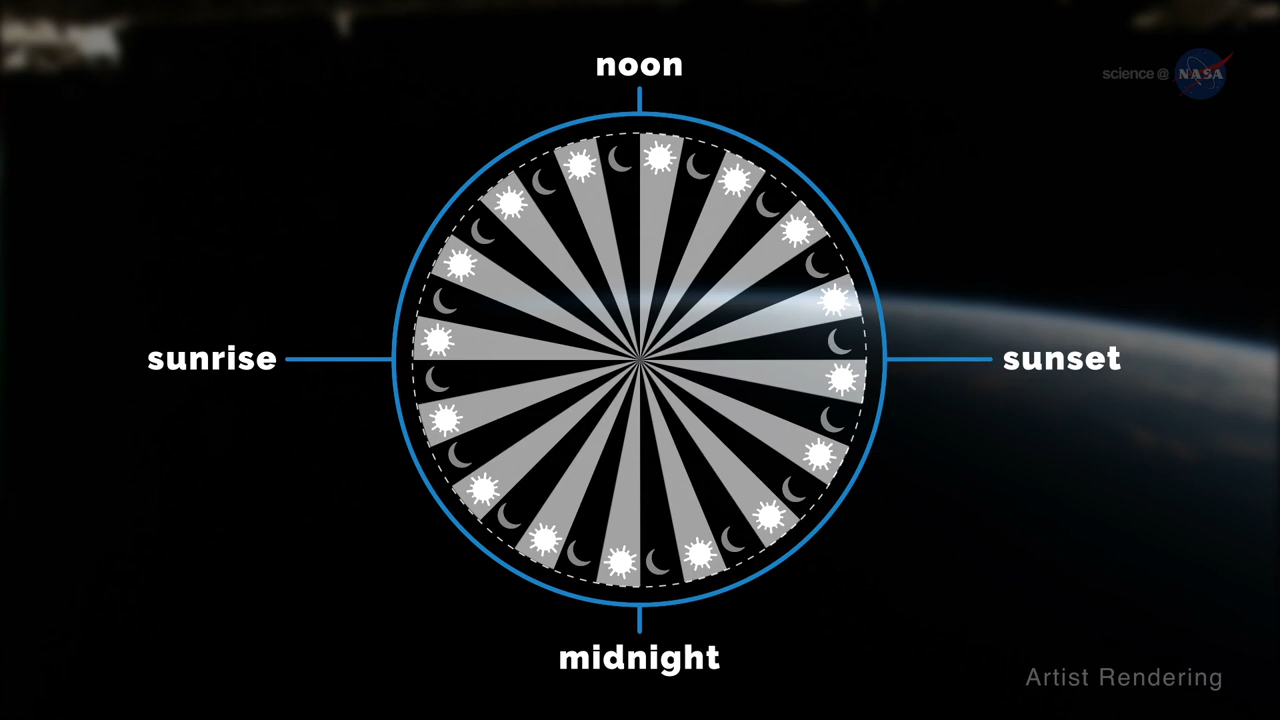 noon
science@ NASA
sunrise
sunset
midnight
Artist Rendering